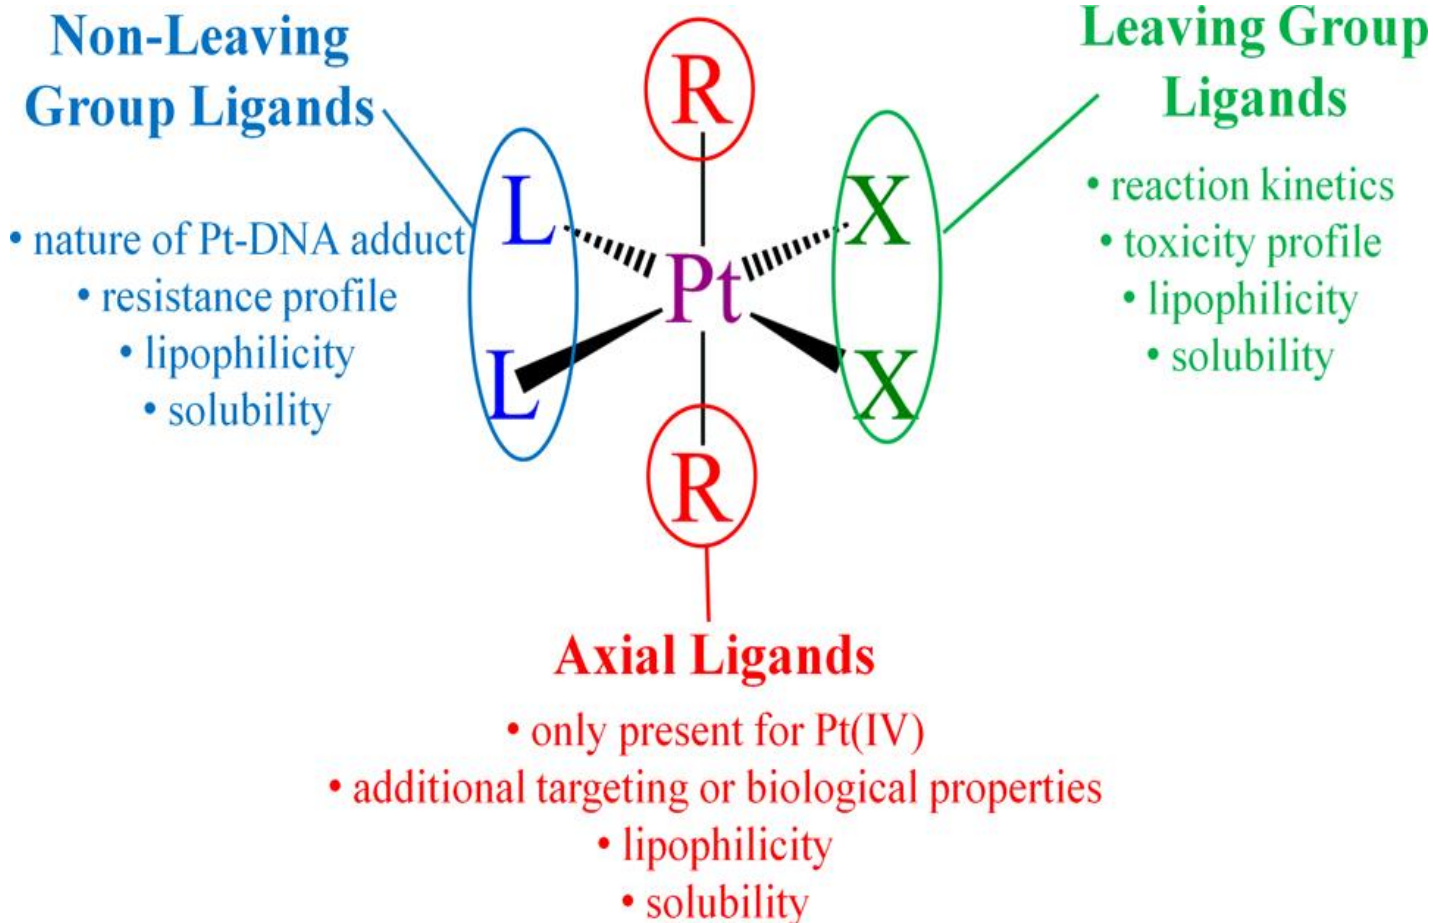 Non-Leaving
Group Ligands
• nature of Pt-DNA adduct
• resistance profile
• lipophilicity
• solubility
R
L
X
Pt
L
X
R
Leaving Group
Ligands
• reaction kinetics
• toxicity profile
• lipophilicity
• solubility
Axial Ligands
• only present for Pt(IV)
• additional targeting or biological properties
• lipophilicity
• solubility